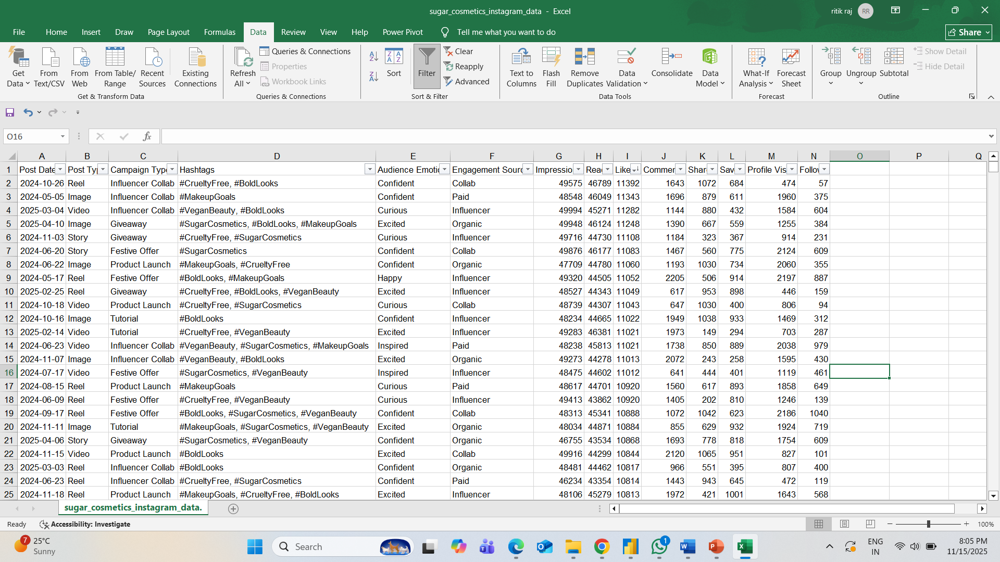 sugar_cosmetics_instagram_data - Excel
ritik raj RR
File Home Insert Draw Page Layout Formulas Data Review View Help Power Pivot Tell me what you want to do Share
Get Data
From Text/CSV
From Web
From Table/ Range
Recent Sources
Existing Connections
Get & Transform Data
Refresh All
Queries & Connections
Properties
Workbook Links
Queries & Connections
Sort
Filter
Clear
Reapply
Advanced
Sort & Filter
Text to Columns
Flash Fill
Remove Duplicates
Data Validation
Consolidate
Data Model
Data Tools
What-If Analysis
Forecast Sheet
Forecast
Group
Ungroup
Subtotal
Show Detail
Hide Detail
Outline
O16 fx
A B C D E F G H I J K L M N O P Q
1 Post Date Post Ty Campaign Type Hashtags Audience Emotio Engagement Sourc Impressio Reac Like Commer Shar Sav Profile Vis Follow
2 2024-10-26 Reel Influencer Collab #CrueltyFree, #BoldLooks Confident Collab 49575 46789 11392 1643 1072 684 474 57
3 2024-05-05 Image Influencer Collab #MakeupGoals Confident Paid 48548 46049 11343 1696 879 611 1960 375
4 2025-03-04 Video Influencer Collab #VeganBeauty, #BoldLooks Curious Influencer 49994 45271 11282 1144 880 432 1584 604
5 2025-04-10 Image Giveaway #SugarCosmetics, #BoldLooks, #MakeupGoals Excited Organic 49948 46124 11248 1390 667 559 1255 384
6 2024-11-03 Story Giveaway #CrueltyFree, #SugarCosmetics Curious Influencer 49716 44730 11108 1184 323 367 914 231
7 2024-06-20 Story Festive Offer #SugarCosmetics Confident Collab 49876 46177 11083 1467 560 775 2124 609
8 2024-06-22 Image Product Launch #MakeupGoals, #CrueltyFree Confident Organic 47709 44780 11060 1193 1030 734 2060 355
9 2024-05-17 Reel Festive Offer #BoldLooks, #MakeupGoals Happy Influencer 49320 44505 11052 2205 506 914 2197 887
10 2025-02-25 Reel Giveaway #CrueltyFree, #BoldLooks, #VeganBeauty Excited Influencer 48527 44343 11049 617 953 898 446 159
11 2024-10-18 Video Product Launch #CrueltyFree, #SugarCosmetics Curious Collab 48739 44307 11043 647 1030 400 806 94
12 2024-10-16 Image Tutorial #BoldLooks Confident Influencer 48234 44665 11022 1949 1038 933 1469 312
13 2025-02-14 Video Tutorial #CrueltyFree, #VeganBeauty Excited Influencer 49283 46381 11021 1973 149 294 703 287
14 2024-06-23 Video Influencer Collab #VeganBeauty, #SugarCosmetics, #MakeupGoals Inspired Paid 48238 45813 11021 1738 850 889 2038 979
15 2024-11-07 Image Influencer Collab #VeganBeauty, #BoldLooks Excited Organic 49273 44278 11013 2072 243 258 1595 430
16 2024-07-17 Video Festive Offer #SugarCosmetics, #VeganBeauty Inspired Influencer 48475 44602 11012 641 444 401 1119 461
17 2024-08-15 Reel Product Launch #MakeupGoals Curious Paid 48617 44701 10920 1560 617 893 1858 649
18 2024-06-09 Reel Festive Offer #CrueltyFree, #VeganBeauty Curious Influencer 49413 43862 10920 1405 202 810 1246 139
19 2024-09-17 Reel Festive Offer #BoldLooks, #SugarCosmetics, #VeganBeauty Confident Collab 48313 45341 10888 1072 1042 623 2186 1040
20 2024-11-11 Image Tutorial #MakeupGoals, #SugarCosmetics, #VeganBeauty Excited Organic 48034 44871 10884 855 629 932 1924 719
21 2025-04-06 Story Giveaway #SugarCosmetics, #VeganBeauty Confident Organic 46755 43534 10868 1693 778 818 1754 609
22 2024-11-15 Video Product Launch #BoldLooks Excited Collab 49916 44299 10844 2120 1065 951 827 101
23 2025-03-03 Reel Influencer Collab #BoldLooks Confident Organic 48481 44462 10817 966 551 395 807 400
24 2024-06-23 Reel Influencer Collab #CrueltyFree, #SugarCosmetics Confident Paid 46234 43354 10814 1443 943 645 472 119
25 2024-11-18 Reel Product Launch #MakeupGoals, #CrueltyFree, #BoldLooks Excited Influencer 48106 45279 10813 1972 421 1001 1643 568
sugar_cosmetics_instagram_data.
Ready Accessibility: Investigate 100%
7 25°C
Sunny
Search
1
ENG
IN
8:05 PM
11/15/2025